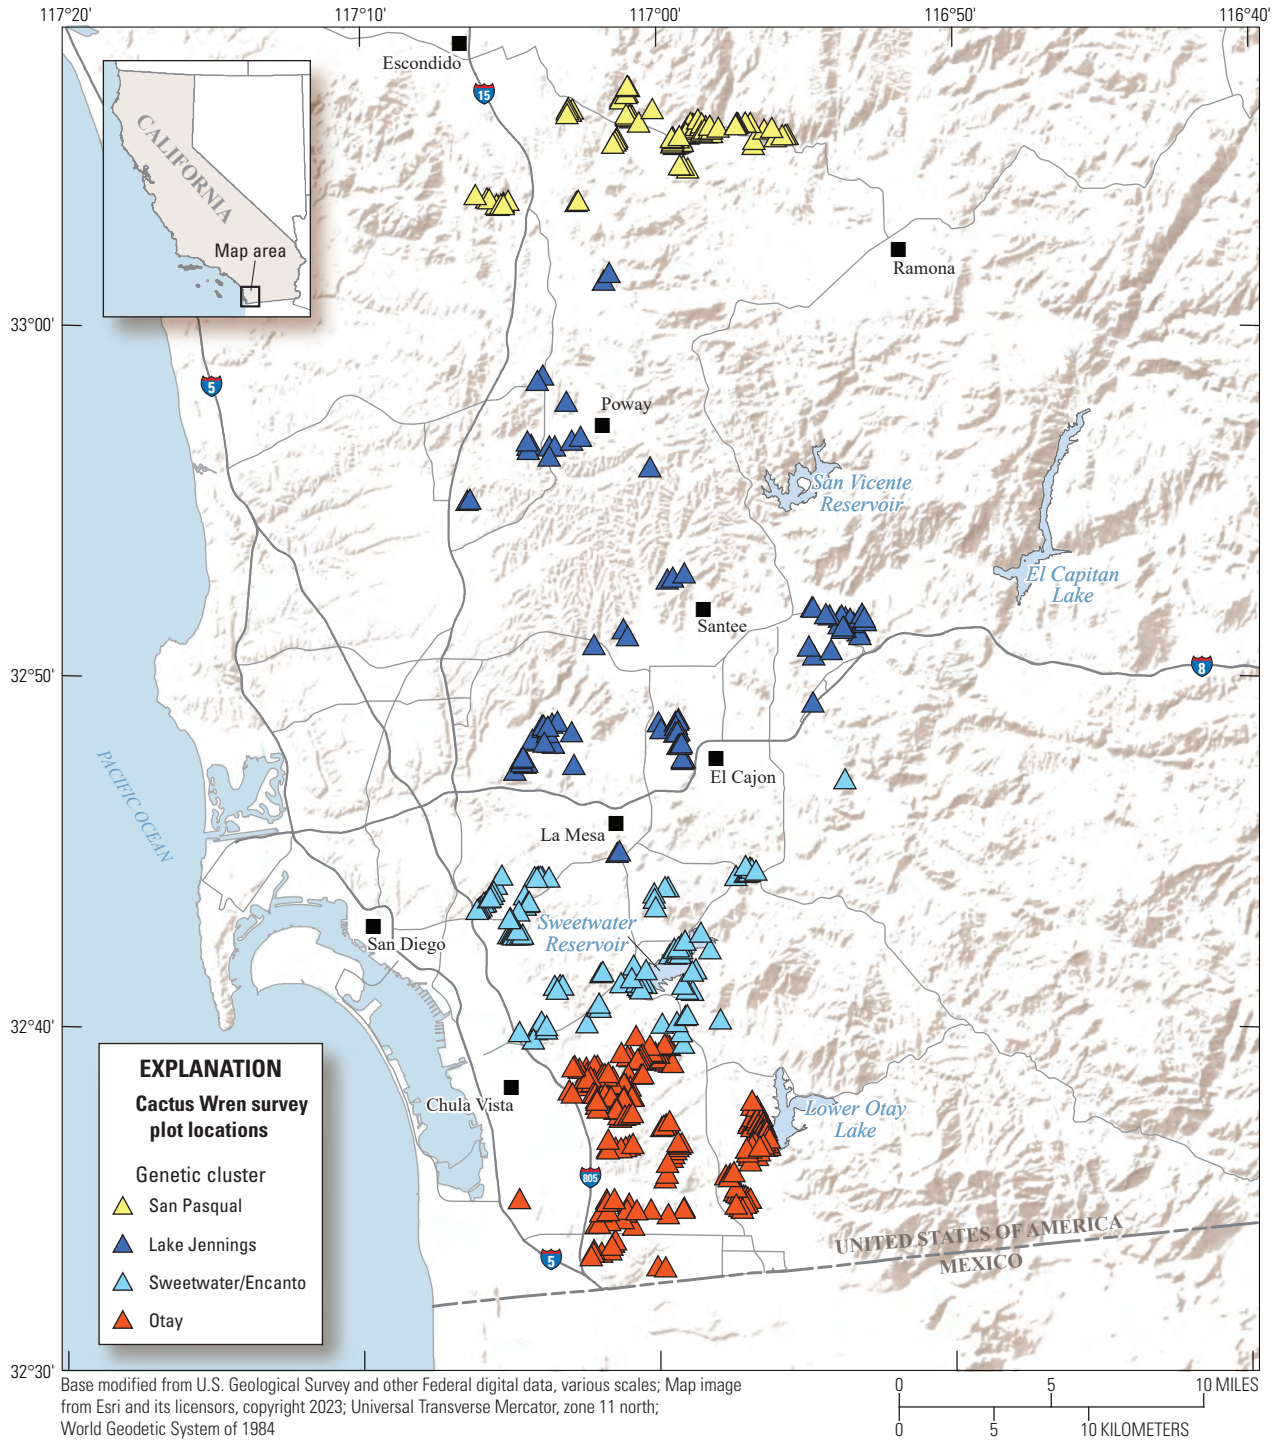 117°20'
117°10'
117°00'
116°50'
116°40'
Escondido
15
CALIFORNIA
Map area
Ramona
33°00'
5
Poway
San Vicente
Reservoir
El Capitan
Lake
Santee
32°50'
8
PACIFIC OCEAN
El Cajon
La Mesa
Sweetwater
Reservoir
San Diego
32°40'
EXPLANATION
Cactus Wren survey
plot locations
Genetic cluster
San Pasqual
Lake Jennings
Sweetwater/Encanto
Otay
Chula Vista
Lower Otay
Lake
805
5
UNITED STATES OF AMERICA
MEXICO
32°30'
Base modified from U.S. Geological Survey and other Federal digital data, various scales; Map image
from Esri and its licensors, copyright 2023; Universal Transverse Mercator, zone 11 north;
World Geodetic System of 1984
0 5 10 MILES
0 5 10 KILOMETERS